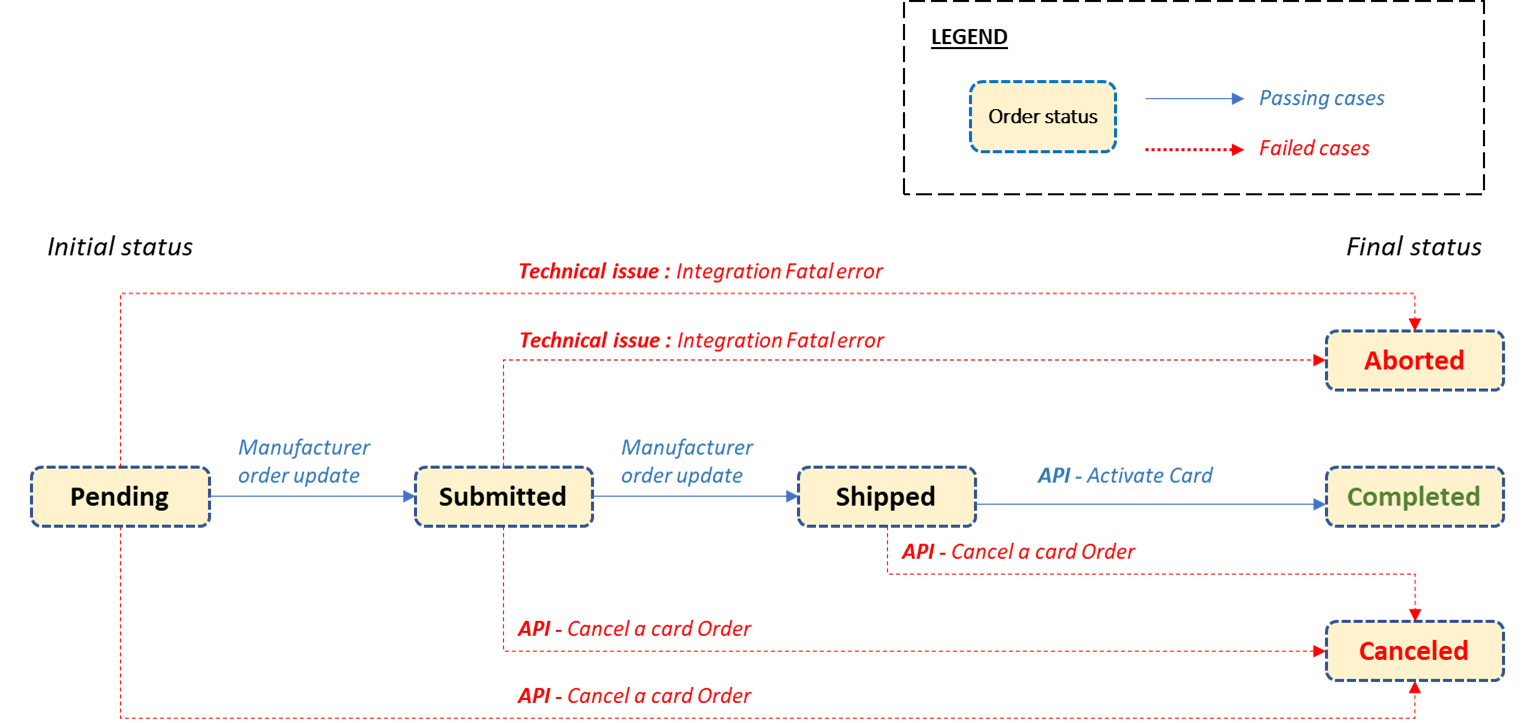 LEGEND
Order status
Passing cases
Failed cases
Initial status
Final status
Technical issue : Integration Fatal error
Technical issue : Integration Fatal error
Aborted
Manufacturer
order update
Manufacturer
order update
Pending
Submitted
Shipped
API - Activate Card
Completed
API - Cancel a card Order
API - Cancel a card Order
Canceled
API - Cancel a card Order